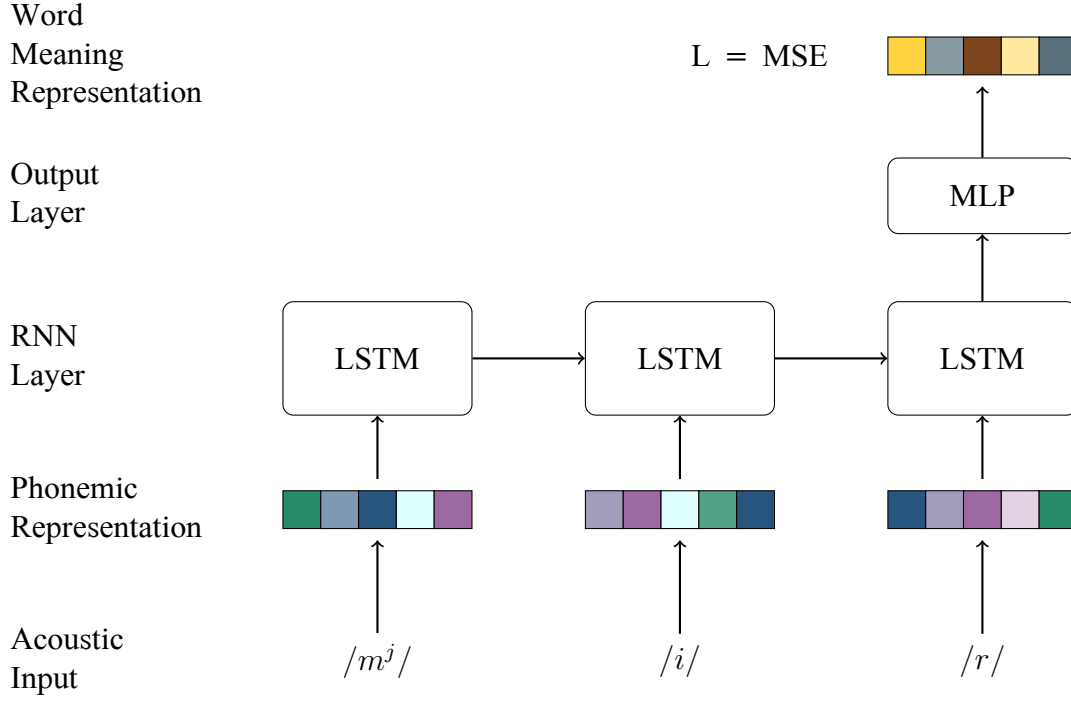 Word
Meaning
Representation
L = MSE
Output
Layer
MLP
RNN
Layer
LSTM
LSTM
LSTM
Phonemic
Representation
Acoustic
Input
/mʲ/
/i/
/r/